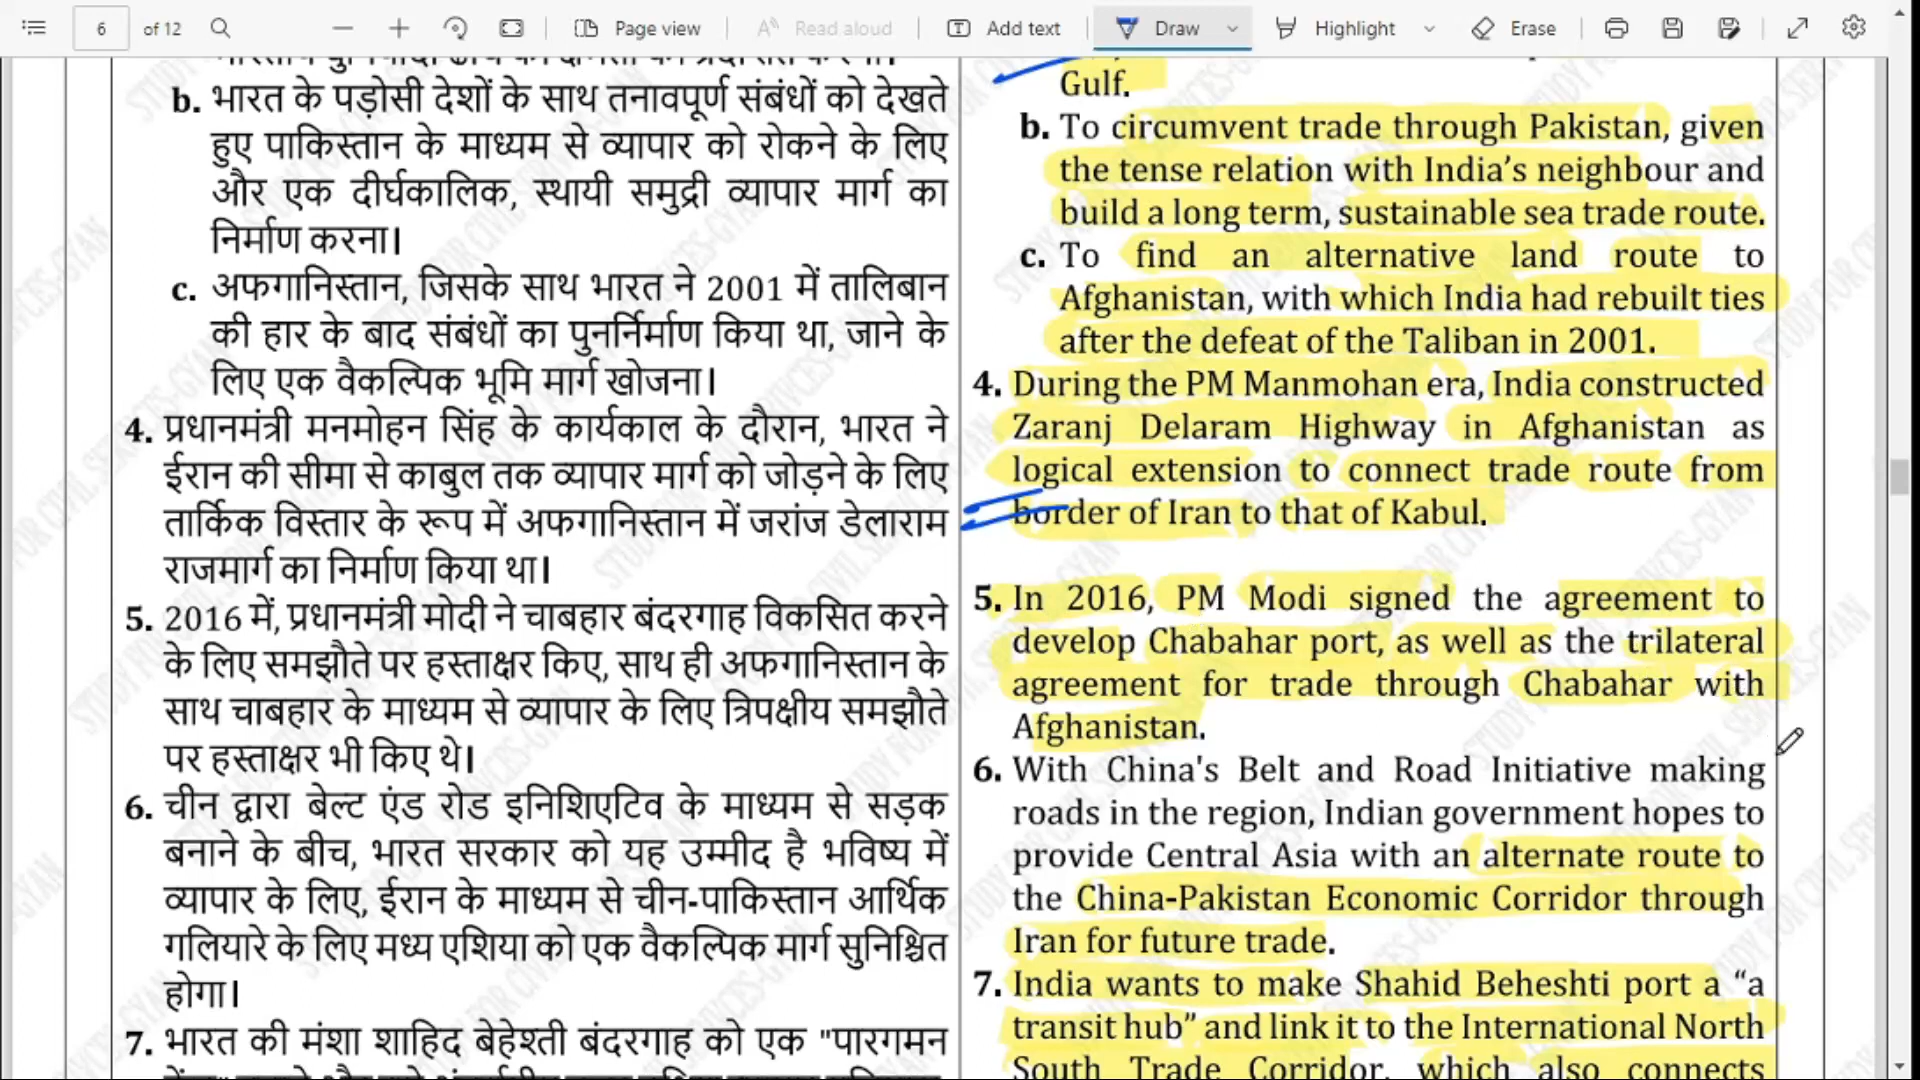 6 of 12 Page view Read aloud Add text Draw Highlight Erase
b. भारत के पड़ोसी देशों के साथ तनावपूर्ण संबंधों को देखते
हुए पाकिस्तान के माध्यम से व्यापार को रोकने के लिए
और एक दीर्घकालिक, स्थायी समुद्री व्यापार मार्ग का
निर्माण करना।
c. अफगानिस्तान, जिसके साथ भारत ने 2001 में तालिबान
की हार के बाद संबंधों का पुनर्निर्माण किया था, जाने के
लिए एक वैकल्पिक भूमि मार्ग खोजना।
4. प्रधानमंत्री मनमोहन सिंह के कार्यकाल के दौरान, भारत ने
ईरान की सीमा से काबुल तक व्यापार मार्ग को जोड़ने के लिए
तार्किक विस्तार के रूप में अफगानिस्तान में जरांज डेलाराम
राजमार्ग का निर्माण किया था।
5. 2016 में, प्रधानमंत्री मोदी ने चाबहार बंदरगाह विकसित करने
के लिए समझौते पर हस्ताक्षर किए, साथ ही अफगानिस्तान के
साथ चाबहार के माध्यम से व्यापार के लिए त्रिपक्षीय समझौते
पर हस्ताक्षर भी किए थे।
6. चीन द्वारा बेल्ट एंड रोड इनिशिएटिव के माध्यम से सड़क
बनाने के बीच, भारत सरकार को यह उम्मीद है भविष्य में
व्यापार के लिए, ईरान के माध्यम से चीन-पाकिस्तान आर्थिक
गलियारे के लिए मध्य एशिया को एक वैकल्पिक मार्ग सुनिश्चित
होगा।
7. भारत की मंशा शाहिद बेहेश्ती बंदरगाह को एक "पारगमन
Gulf.
b. To circumvent trade through Pakistan, given
the tense relation with India’s neighbour and
build a long term, sustainable sea trade route.
c. To find an alternative land route to
Afghanistan, with which India had rebuilt ties
after the defeat of the Taliban in 2001.
4. During the PM Manmohan era, India constructed
Zaranj Delaram Highway in Afghanistan as
logical extension to connect trade route from
border of Iran to that of Kabul.
5. In 2016, PM Modi signed the agreement to
develop Chabahar port, as well as the trilateral
agreement for trade through Chabahar with
Afghanistan.
6. With China's Belt and Road Initiative making
roads in the region, Indian government hopes to
provide Central Asia with an alternate route to
the China-Pakistan Economic Corridor through
Iran for future trade.
7. India wants to make Shahid Beheshti port a “a
transit hub” and link it to the International North
South Trade Corridor, which also connects